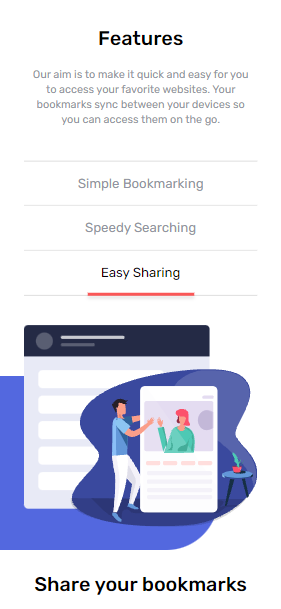 Features
Our aim is to make it quick and easy for you
to access your favorite websites. Your
bookmarks sync between your devices so
you can access them on the go.
Simple Bookmarking
Speedy Searching
Easy Sharing
Share your bookmarks